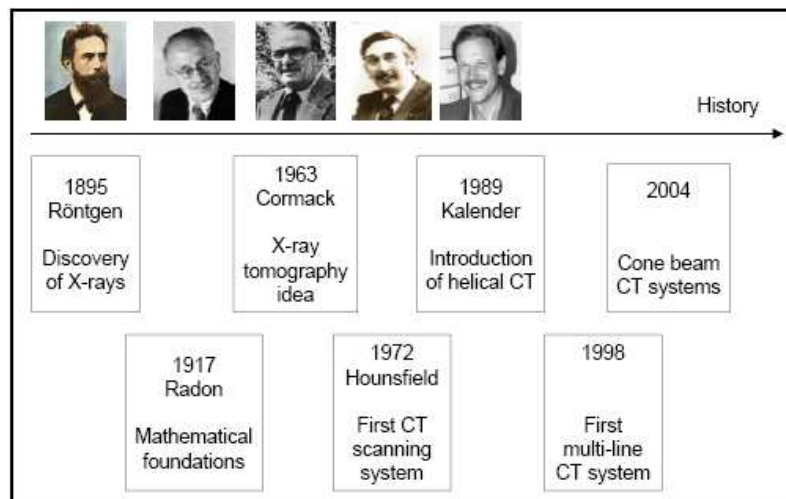 History
1895
Röntgen
Discovery
of X-rays
1963
Cormack
X-ray
tomography
idea
1989
Kalender
Introduction
of helical CT
2004
Cone beam
CT systems
1917
Radon
Mathematical
foundations
1972
Hounsfield
First CT
scanning
system
1998
First
multi-line
CT system